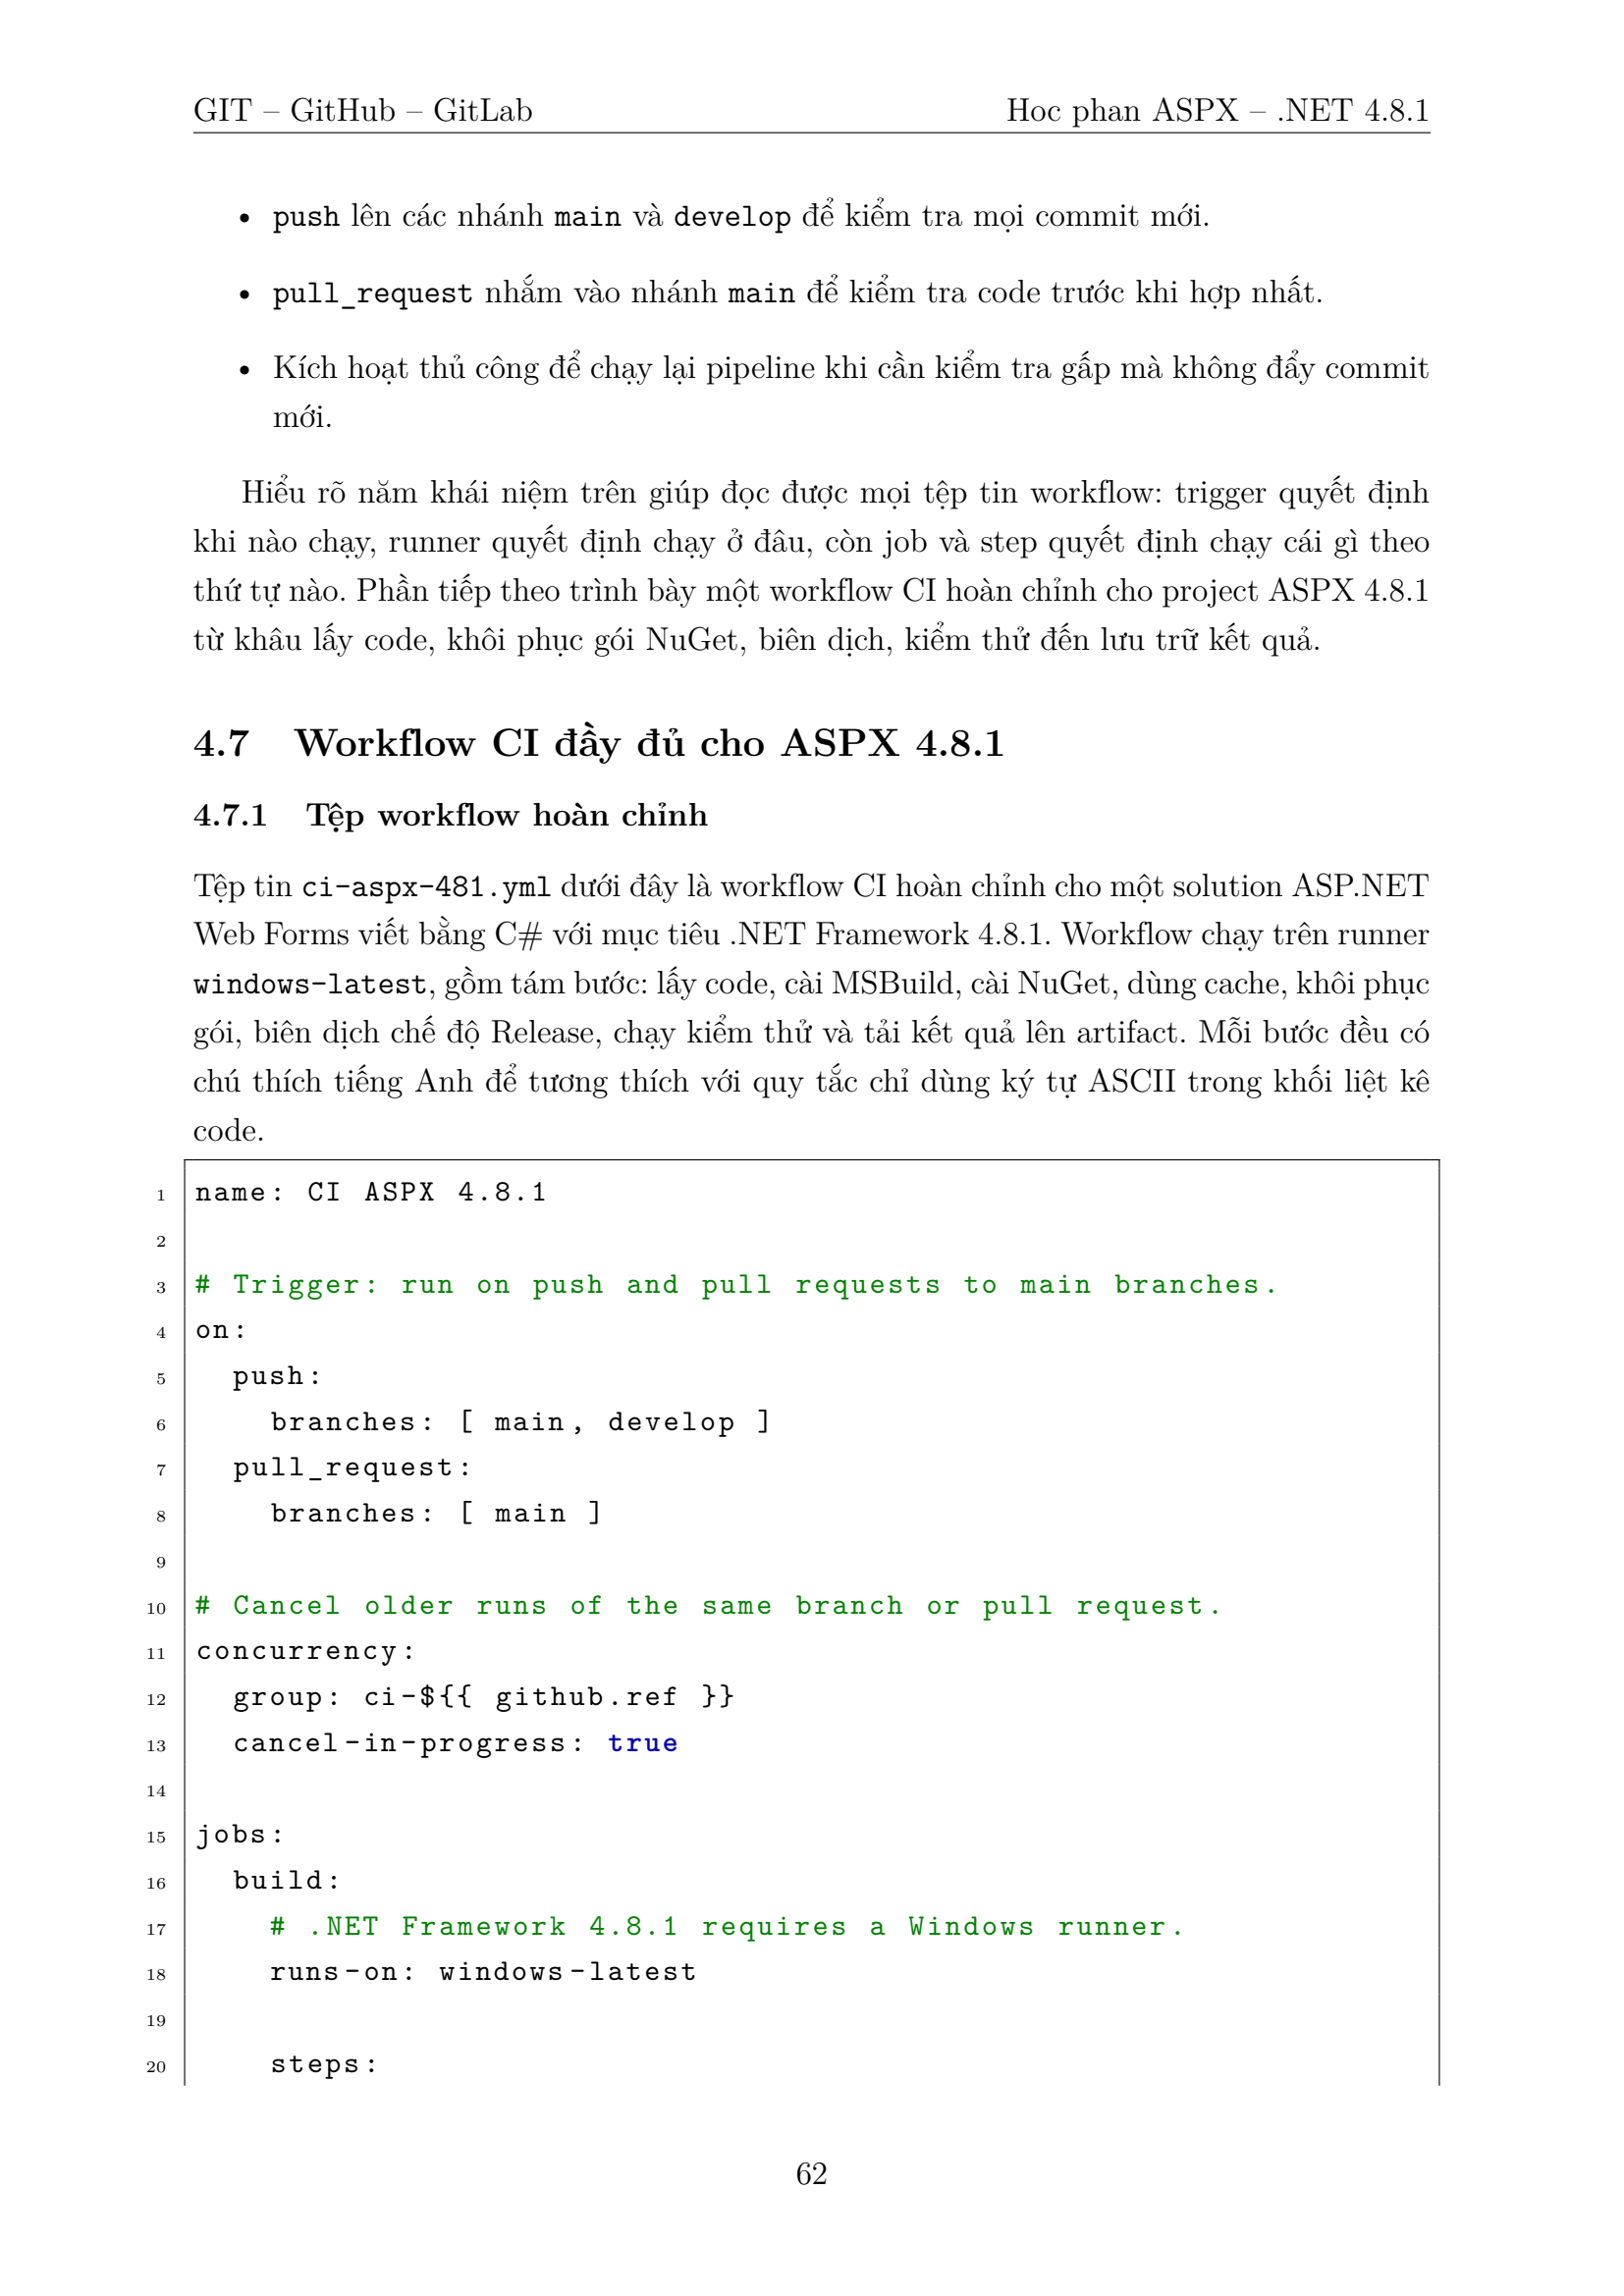 GIT – GitHub – GitLab Hoc phan ASPX – .NET 4.8.1
• push lên các nhánh main và develop để kiểm tra mọi commit mới.
• pull_request nhắm vào nhánh main để kiểm tra code trước khi hợp nhất.
• Kích hoạt thủ công để chạy lại pipeline khi cần kiểm tra gấp mà không đẩy commit
mới.
Hiểu rõ năm khái niệm trên giúp đọc được mọi tệp tin workflow: trigger quyết định
khi nào chạy, runner quyết định chạy ở đâu, còn job và step quyết định chạy cái gì theo
thứ tự nào. Phần tiếp theo trình bày một workflow CI hoàn chỉnh cho project ASPX 4.8.1
từ khâu lấy code, khôi phục gói NuGet, biên dịch, kiểm thử đến lưu trữ kết quả.
4.7 Workflow CI đầy đủ cho ASPX 4.8.1
4.7.1 Tệp workflow hoàn chỉnh
Tệp tin ci-aspx-481.yml dưới đây là workflow CI hoàn chỉnh cho một solution ASP.NET
Web Forms viết bằng C# với mục tiêu .NET Framework 4.8.1. Workflow chạy trên runner
windows-latest, gồm tám bước: lấy code, cài MSBuild, cài NuGet, dùng cache, khôi phục
gói, biên dịch chế độ Release, chạy kiểm thử và tải kết quả lên artifact. Mỗi bước đều có
chú thích tiếng Anh để tương thích với quy tắc chỉ dùng ký tự ASCII trong khối liệt kê
code.
1 name: CI ASPX 4.8.1
2
3 # Trigger: run on push and pull requests to main branches.
4 on:
5   push:
6     branches: [ main, develop ]
7   pull_request:
8     branches: [ main ]
9
10 # Cancel older runs of the same branch or pull request.
11 concurrency:
12   group: ci-${{ github.ref }}
13   cancel-in-progress: true
14
15 jobs:
16   build:
17     # .NET Framework 4.8.1 requires a Windows runner.
18     runs-on: windows-latest
19
20     steps:
62